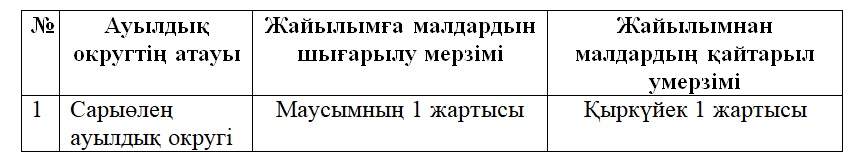 № Ауылдық округтің атауы Жайылымға малдардын шығарылу мерзімі Жайылымнан малдардың қайтарыл умерзімі
1 Сарыөлең ауылдық округі Маусымның 1 жартысы Қыркүйек 1 жартысы